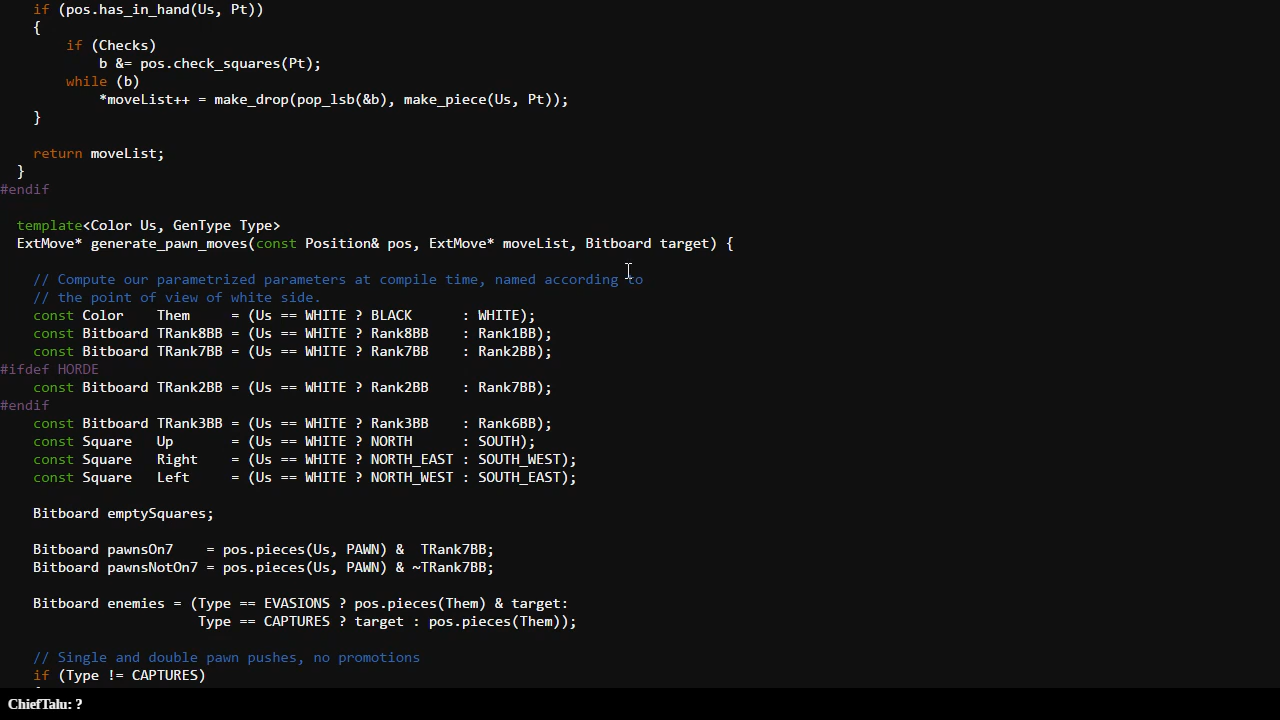 if (pos.has_in_hand(Us, Pt))
    {
        if (Checks)
            b &= pos.check_squares(Pt);
        while (b)
            *moveList++ = make_drop(pop_lsb(&b), make_piece(Us, Pt));
    }

    return moveList;
  }
#endif

  template<Color Us, GenType Type>
  ExtMove* generate_pawn_moves(const Position& pos, ExtMove* moveList, Bitboard target) {

    // Compute our parametrized parameters at compile time, named according to
    // the point of view of white side.
    const Color    Them     = (Us == WHITE ? BLACK      : WHITE);
    const Bitboard TRank8BB = (Us == WHITE ? Rank8BB    : Rank1BB);
    const Bitboard TRank7BB = (Us == WHITE ? Rank7BB    : Rank2BB);
#ifdef HORDE
    const Bitboard TRank2BB = (Us == WHITE ? Rank2BB    : Rank7BB);
#endif
    const Bitboard TRank3BB = (Us == WHITE ? Rank3BB    : Rank6BB);
    const Square   Up       = (Us == WHITE ? NORTH      : SOUTH);
    const Square   Right    = (Us == WHITE ? NORTH_EAST : SOUTH_WEST);
    const Square   Left     = (Us == WHITE ? NORTH_WEST : SOUTH_EAST);

    Bitboard emptySquares;

    Bitboard pawnsOn7    = pos.pieces(Us, PAWN) &  TRank7BB;
    Bitboard pawnsNotOn7 = pos.pieces(Us, PAWN) & ~TRank7BB;

    Bitboard enemies = (Type == EVASIONS ? pos.pieces(Them) & target:
                        Type == CAPTURES ? target : pos.pieces(Them));

    // Single and double pawn pushes, no promotions
    if (Type != CAPTURES)
ChiefTalu: ?